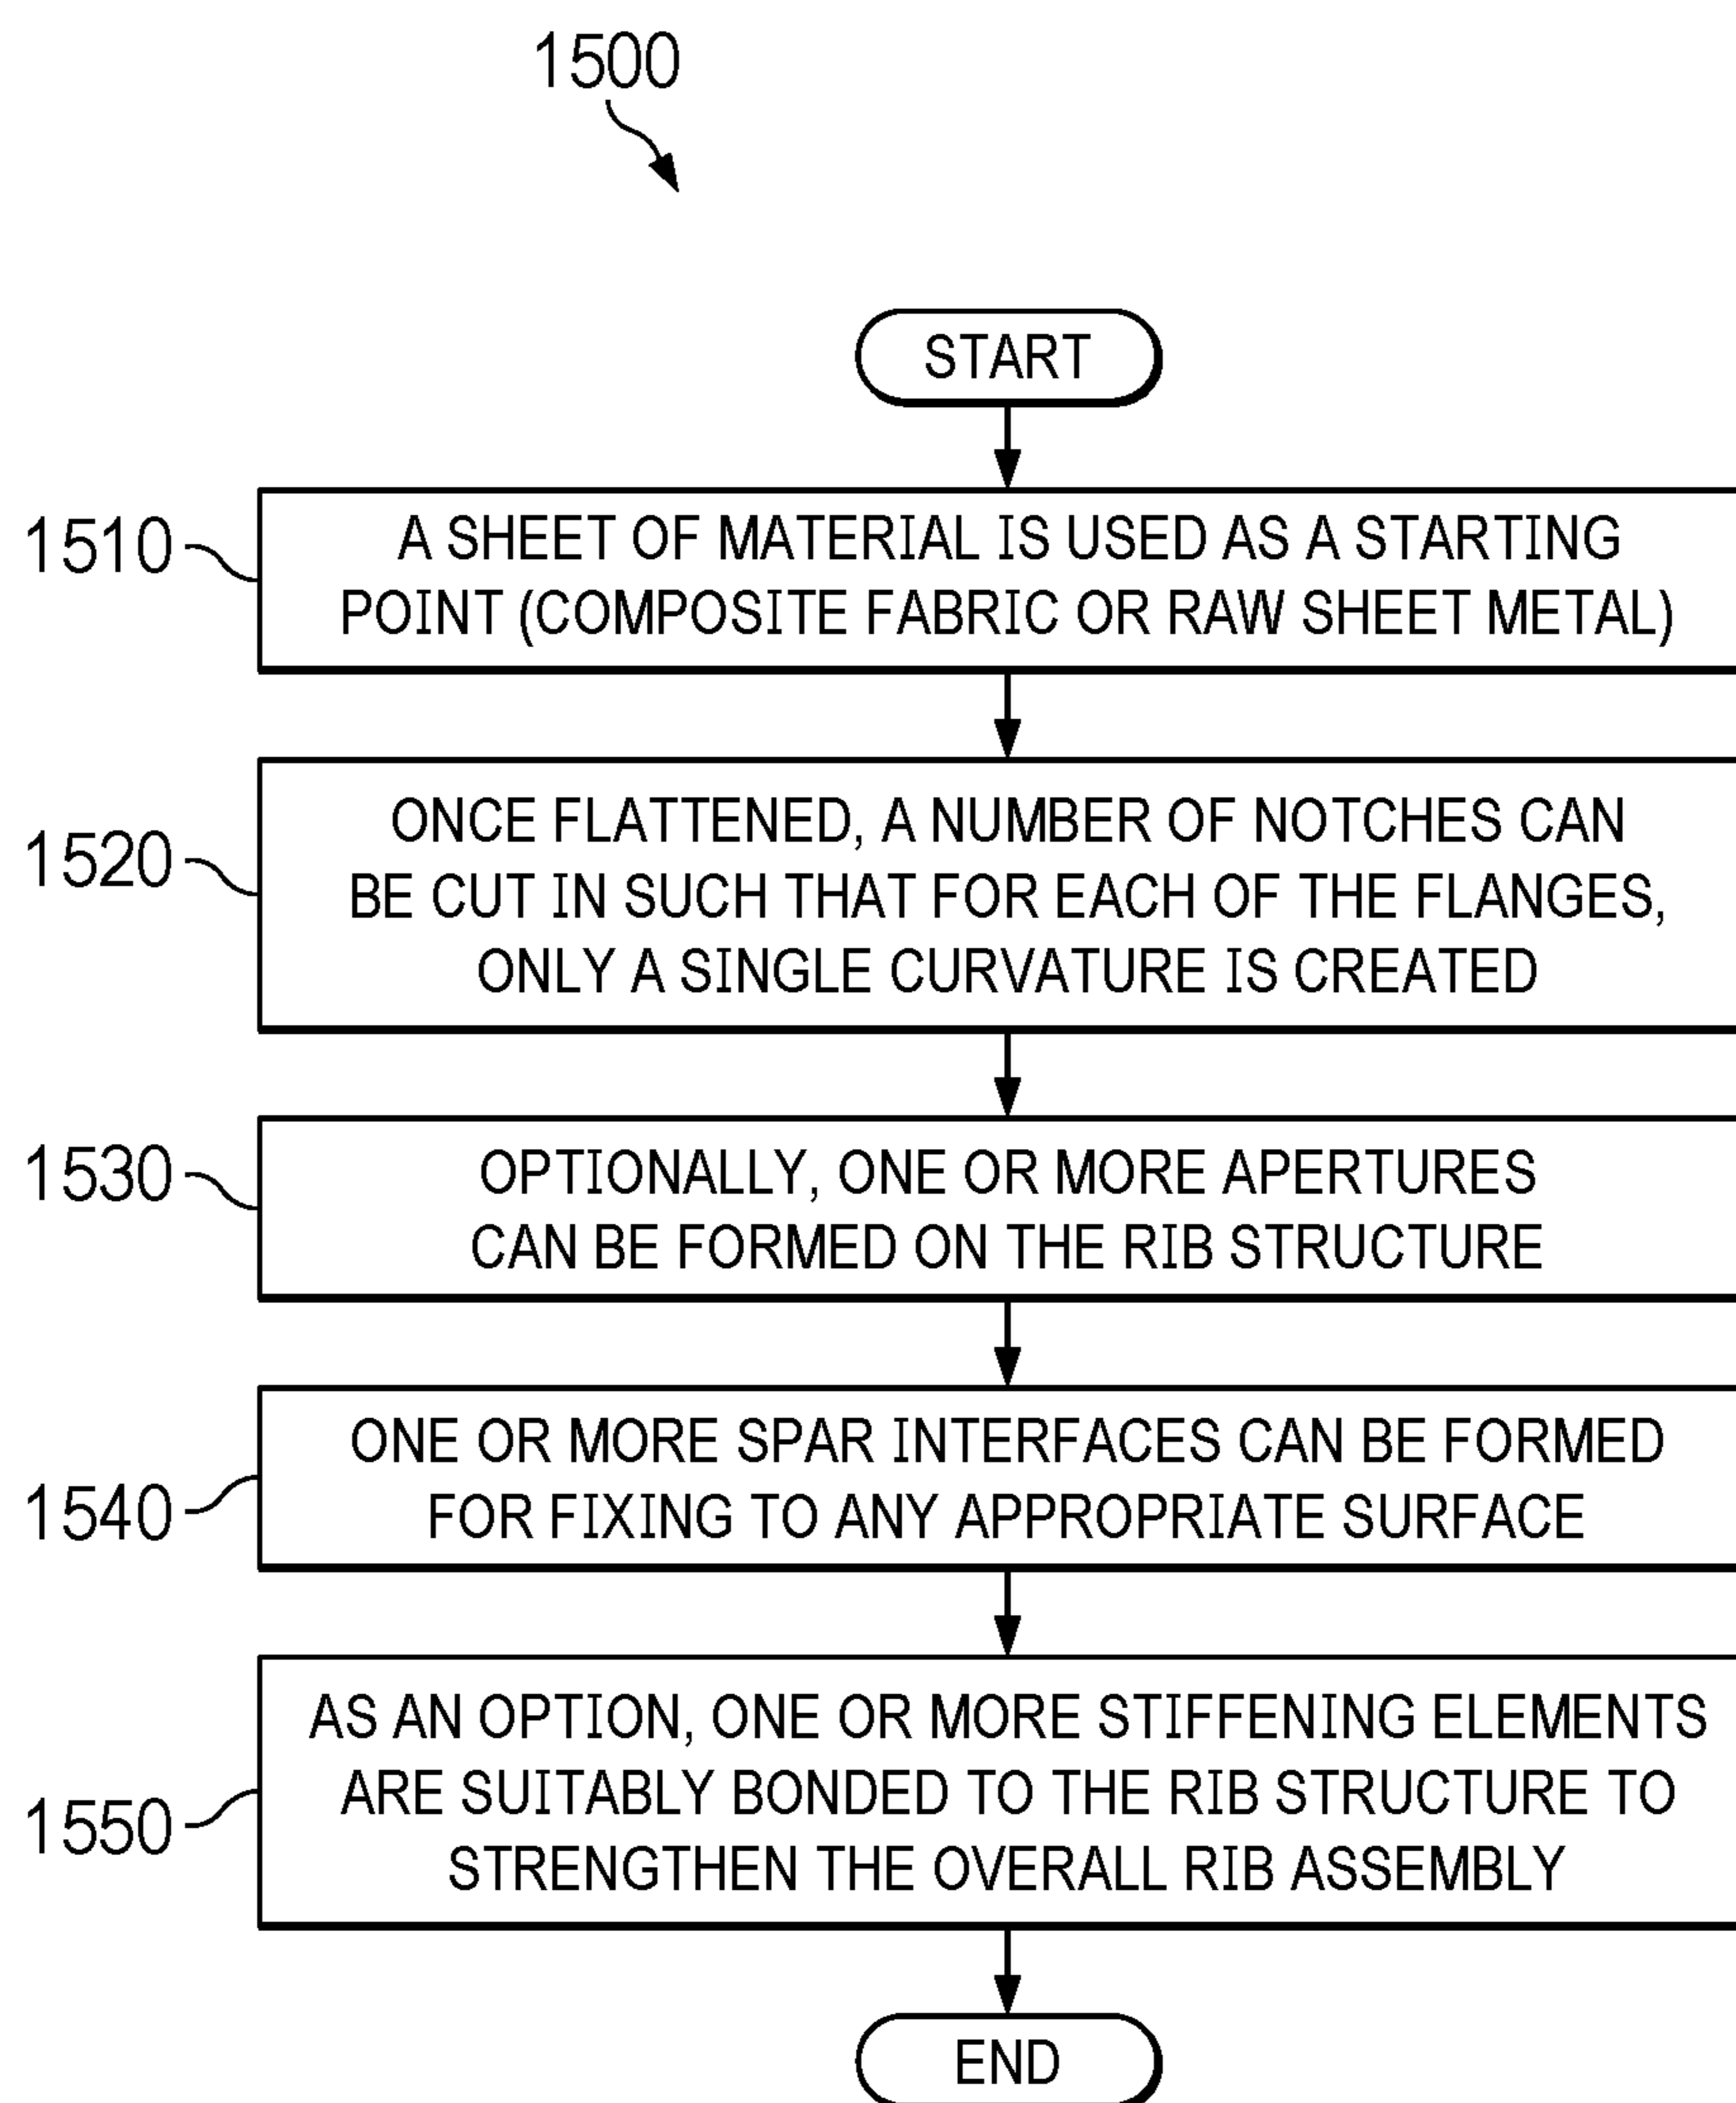 1500
START
1510
A SHEET OF MATERIAL IS USED AS A STARTING
POINT (COMPOSITE FABRIC OR RAW SHEET METAL)
1520
ONCE FLATTENED, A NUMBER OF NOTCHES CAN
BE CUT IN SUCH THAT FOR EACH OF THE FLANGES,
ONLY A SINGLE CURVATURE IS CREATED
1530
OPTIONALLY, ONE OR MORE APERTURES
CAN BE FORMED ON THE RIB STRUCTURE
1540
ONE OR MORE SPAR INTERFACES CAN BE FORMED
FOR FIXING TO ANY APPROPRIATE SURFACE
1550
AS AN OPTION, ONE OR MORE STIFFENING ELEMENTS
ARE SUITABLY BONDED TO THE RIB STRUCTURE TO
STRENGTHEN THE OVERALL RIB ASSEMBLY
END